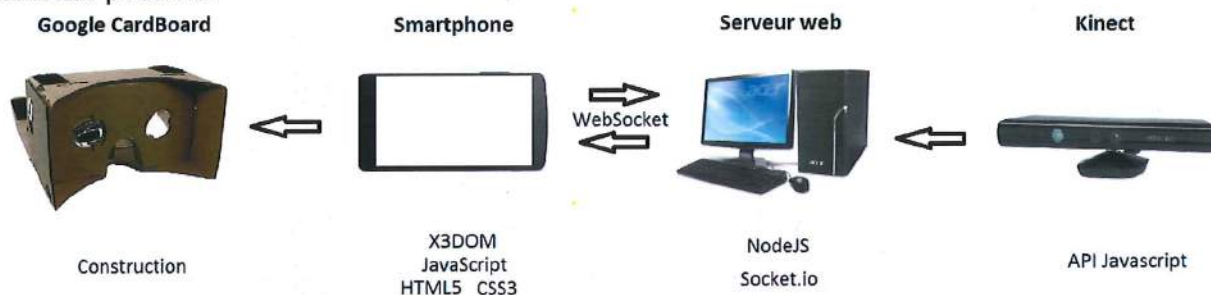 Google CardBoard
Smartphone
Serveur web
Kinect
WebSocket
Construction
X3DOM
JavaScript
HTML5 CSS3
NodeJS
Socket.io
API Javascript